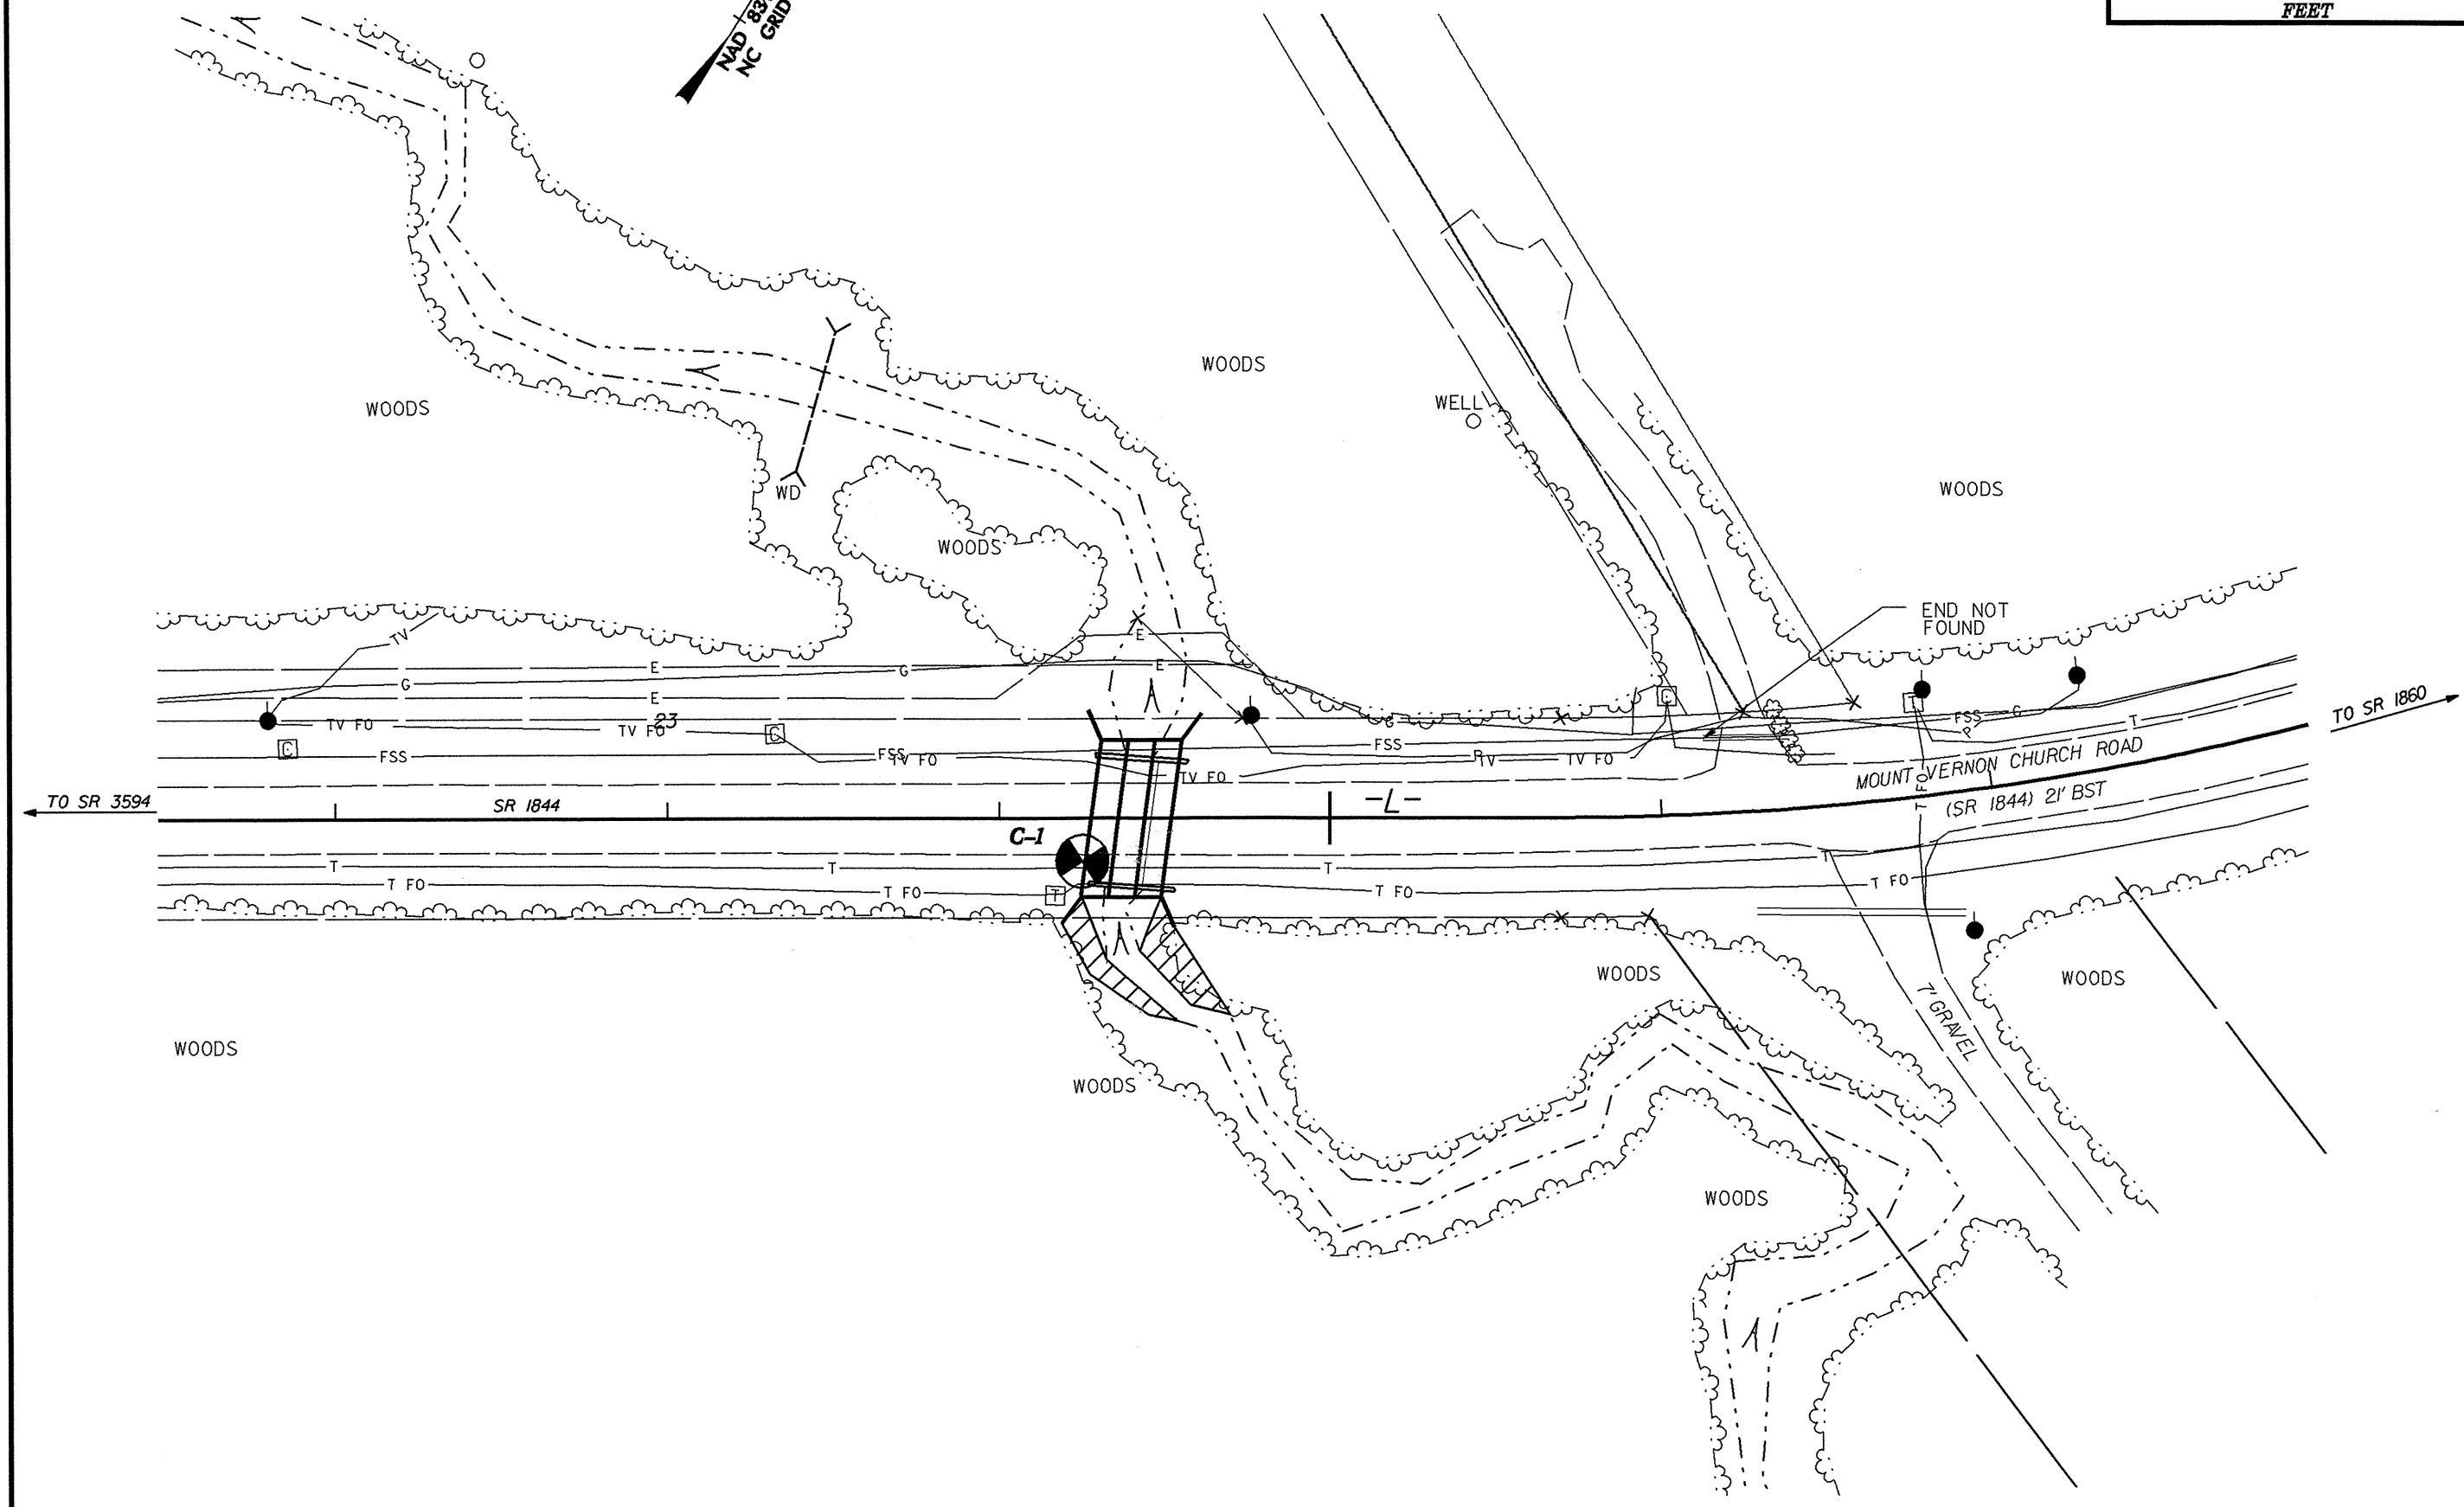 FEET
NAD 83/
NC GRID
WOODS
WOODS
WELL
WD
WOODS
WOODS
END NOT
FOUND
TV
E
E
E
G
G
E
TV FO
23
TV FO
C
C
C
T
FSS
FSS
TV FO
FSS
TV FO
TV
TV FO
G
P
FSS
G
P
T
TO SR 1860
MOUNT VERNON CHURCH ROAD
T FO
(SR 1844) 21' BST
TO SR 3594
SR 1844
-L-
C-1
T
T
T
T
T FO
T FO
T
T FO
T FO
WOODS
WOODS
7' GRAVEL
WOODS
WOODS
WOODS